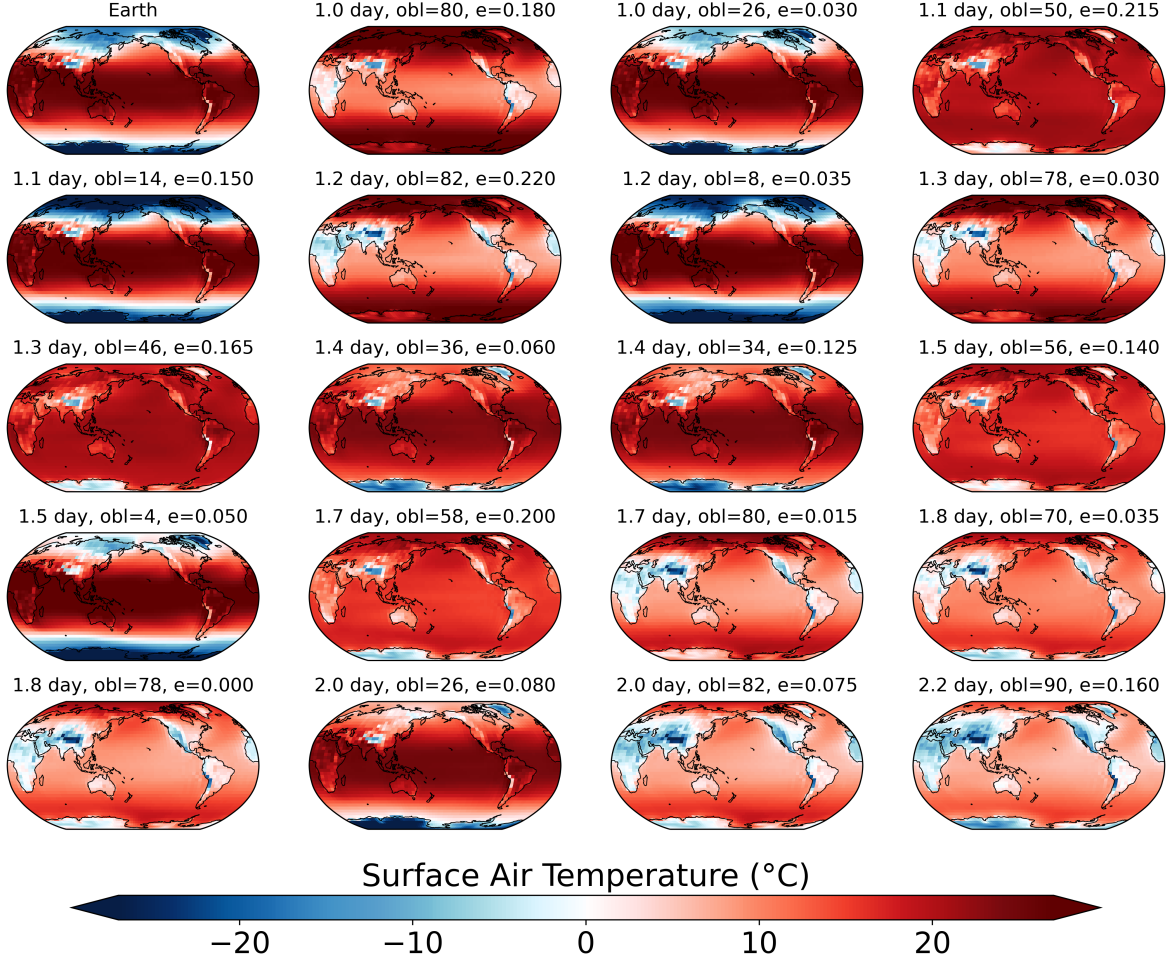 Earth
1.0 day, obl=80, e=0.180
1.0 day, obl=26, e=0.030
1.1 day, obl=50, e=0.215
1.1 day, obl=14, e=0.150
1.2 day, obl=82, e=0.220
1.2 day, obl=8, e=0.035
1.3 day, obl=78, e=0.030
1.3 day, obl=46, e=0.165
1.4 day, obl=36, e=0.060
1.4 day, obl=34, e=0.125
1.5 day, obl=56, e=0.140
1.5 day, obl=4, e=0.050
1.7 day, obl=58, e=0.200
1.7 day, obl=80, e=0.015
1.8 day, obl=70, e=0.035
1.8 day, obl=78, e=0.000
2.0 day, obl=26, e=0.080
2.0 day, obl=82, e=0.075
2.2 day, obl=90, e=0.160
Surface Air Temperature (°C)
−20 −10 0 10 20